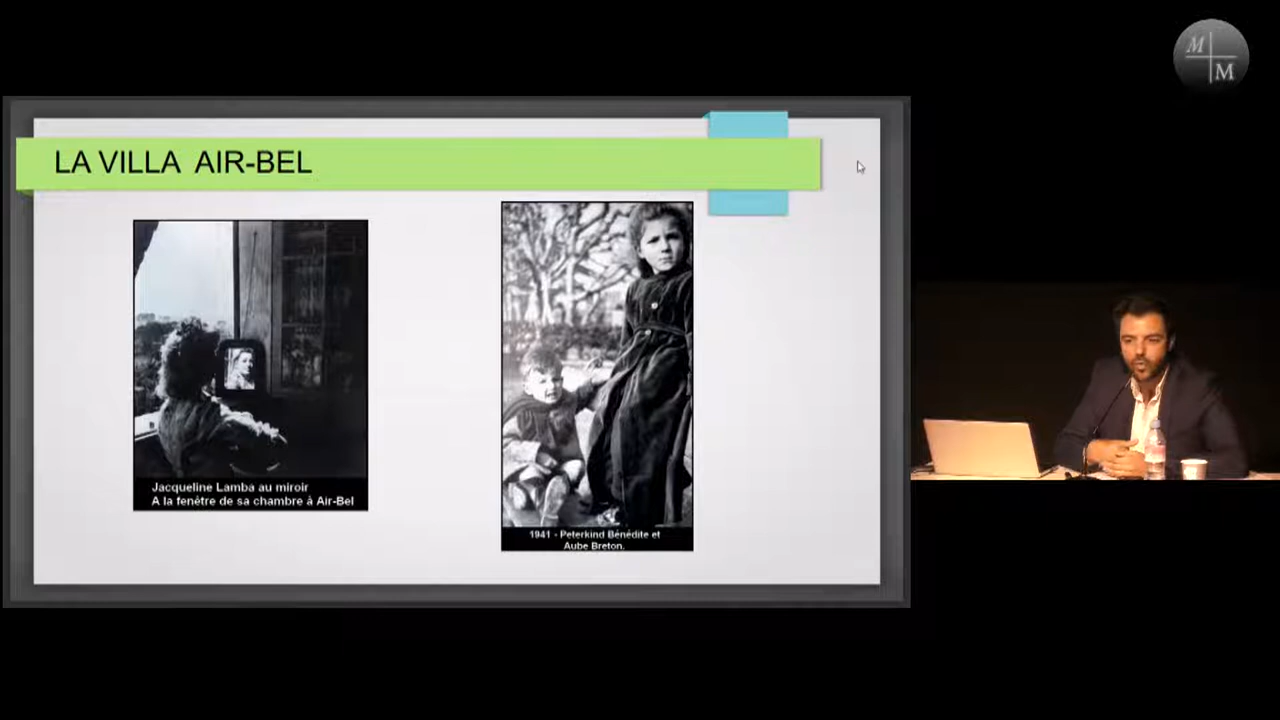 M
M
LA VILLA AIR-BEL
Jacqueline Lamba au miroir
A la fenêtre de sa chambre à Air-Bel
1941 - Peterkind Bénédite et
Aube Breton.